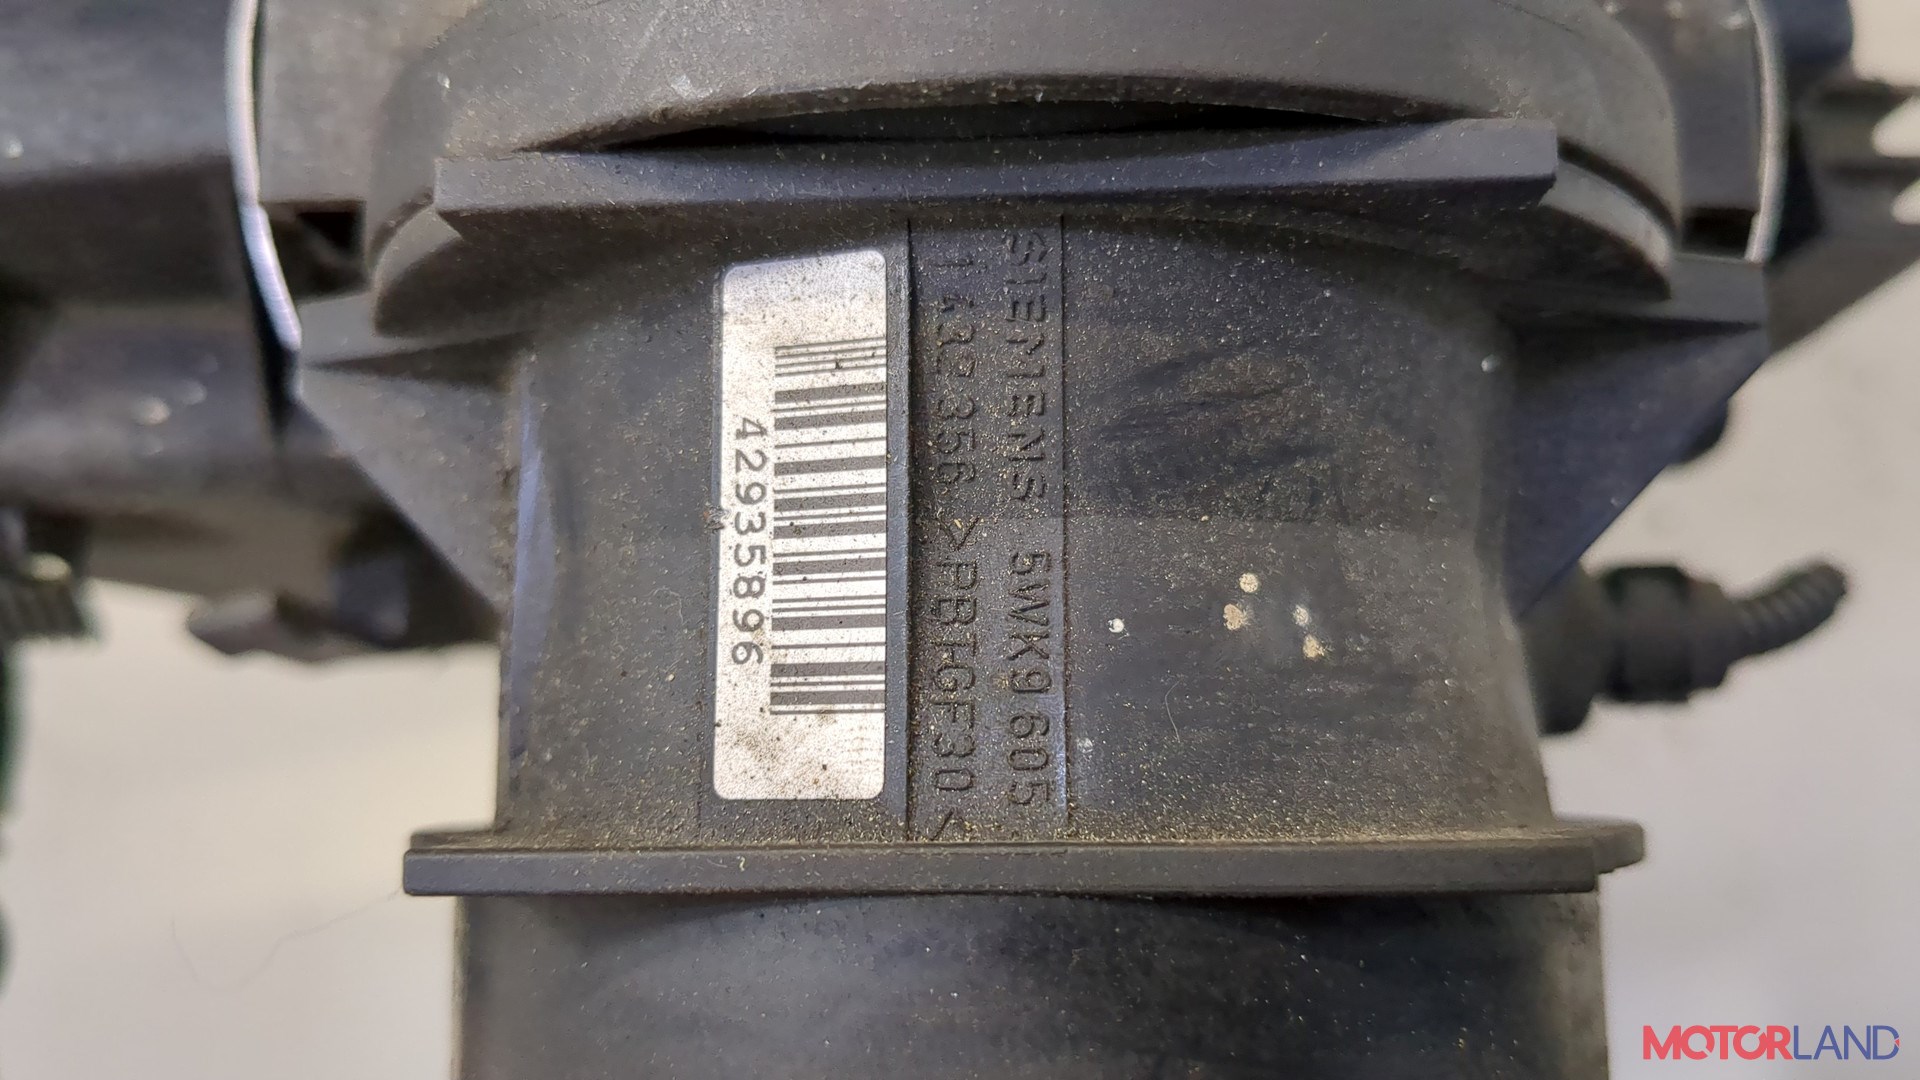 SIEMENS 5WK9 605
1 432 356 >PBTGF30<
42935896
MOTORLAND